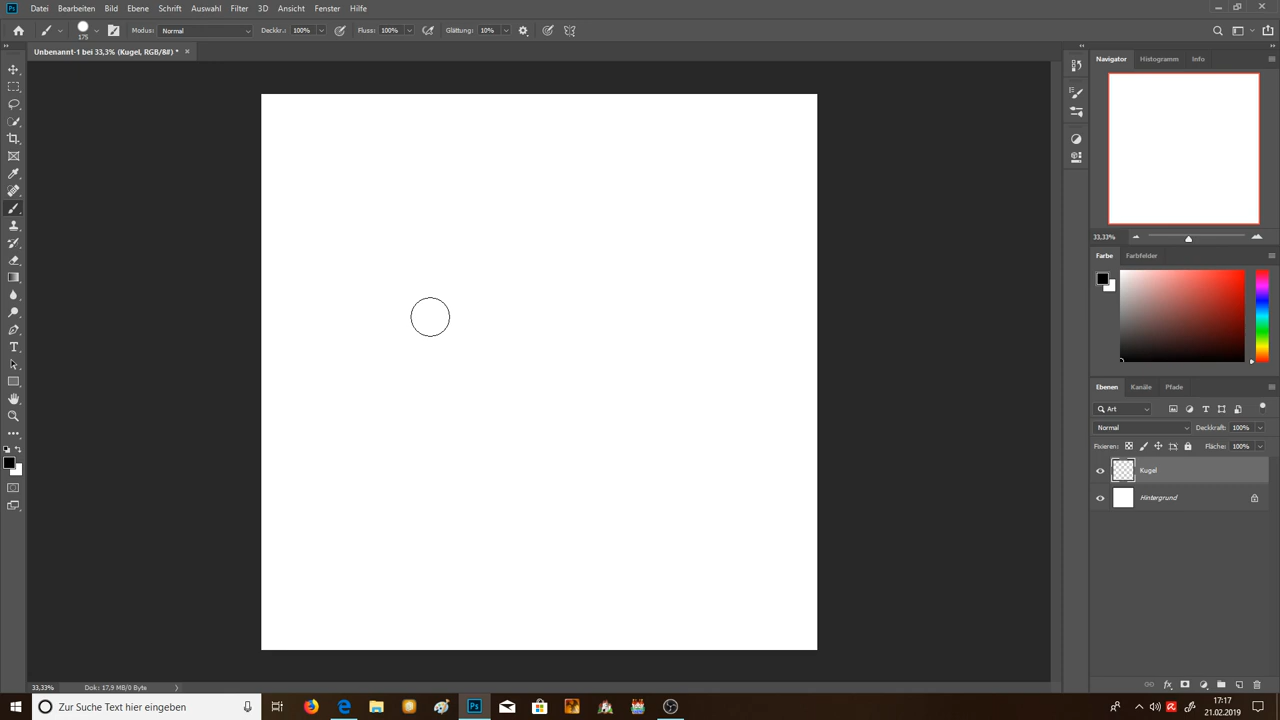 Ps Datei Bearbeiten Bild Ebene Schrift Auswahl Filter 3D Ansicht Fenster Hilfe
175 Modus: Normal Deckkr.: 100% Fluss: 100% Glättung: 10%
Unbenannt-1 bei 33,3% (Kugel, RGB/8#) * ×
Navigator Histogramm Info
33,33%
Farbe Farbfelder
Ebenen Kanäle Pfade
Art
Normal Deckkraft: 100%
Fixieren: Fläche: 100%
Kugel
Hintergrund
33,33% Dok: 17,9 MB/0 Byte
Zur Suche Text hier eingeben
Ps
17:17
21.02.2019